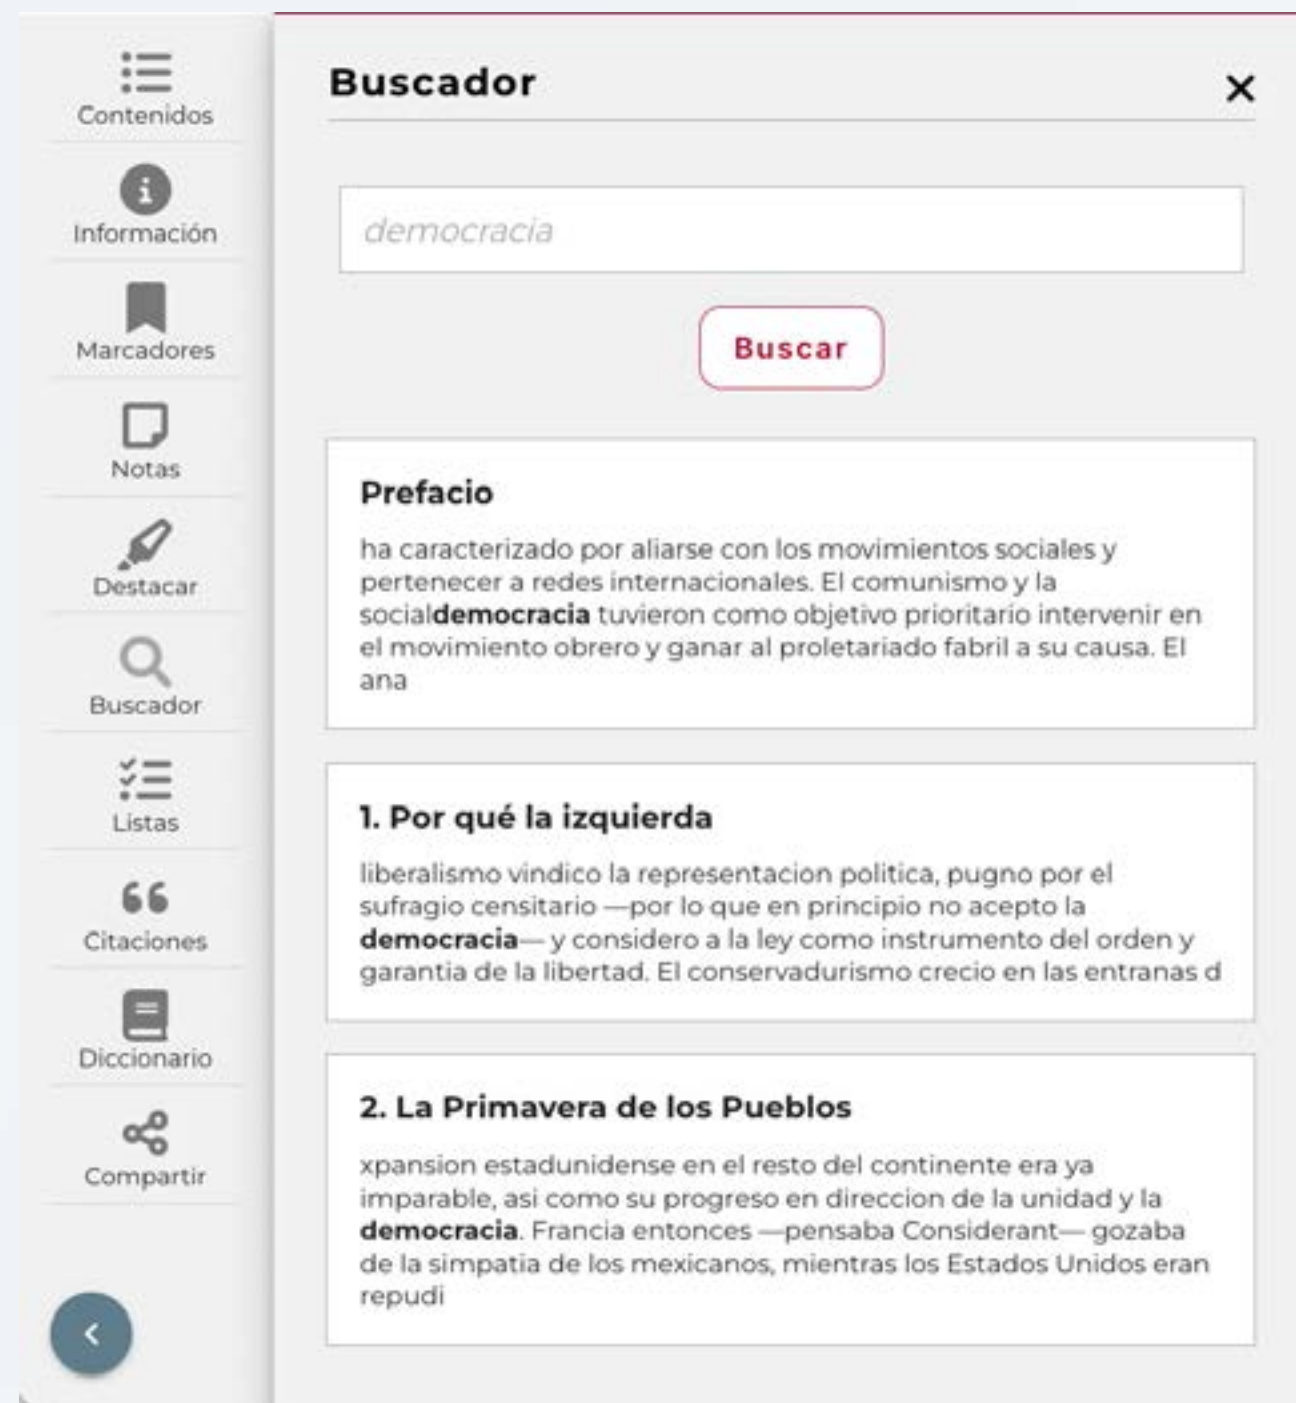 Contenidos
Información
Marcadores
Notas
Destacar
Buscador
Listas
Citaciones
Diccionario
Compartir
Buscador
democracia
Buscar
Prefacio
ha caracterizado por aliarse con los movimientos sociales y
pertenecer a redes internacionales. El comunismo y la
socialdemocracia tuvieron como objetivo prioritario intervenir en
el movimiento obrero y ganar al proletariado fabril a su causa. El
ana
1. Por qué la izquierda
liberalismo vindico la representacion politica, pugno por el
sufragio censitario —por lo que en principio no acepto la
democracia— y considero a la ley como instrumento del orden y
garantia de la libertad. El conservadurismo crecio en las entranas d
2. La Primavera de los Pueblos
xpansion estadunidense en el resto del continente era ya
imparable, asi como su progreso en direccion de la unidad y la
democracia. Francia entonces —pensaba Considerant— gozaba
de la simpatia de los mexicanos, mientras los Estados Unidos eran
repudi